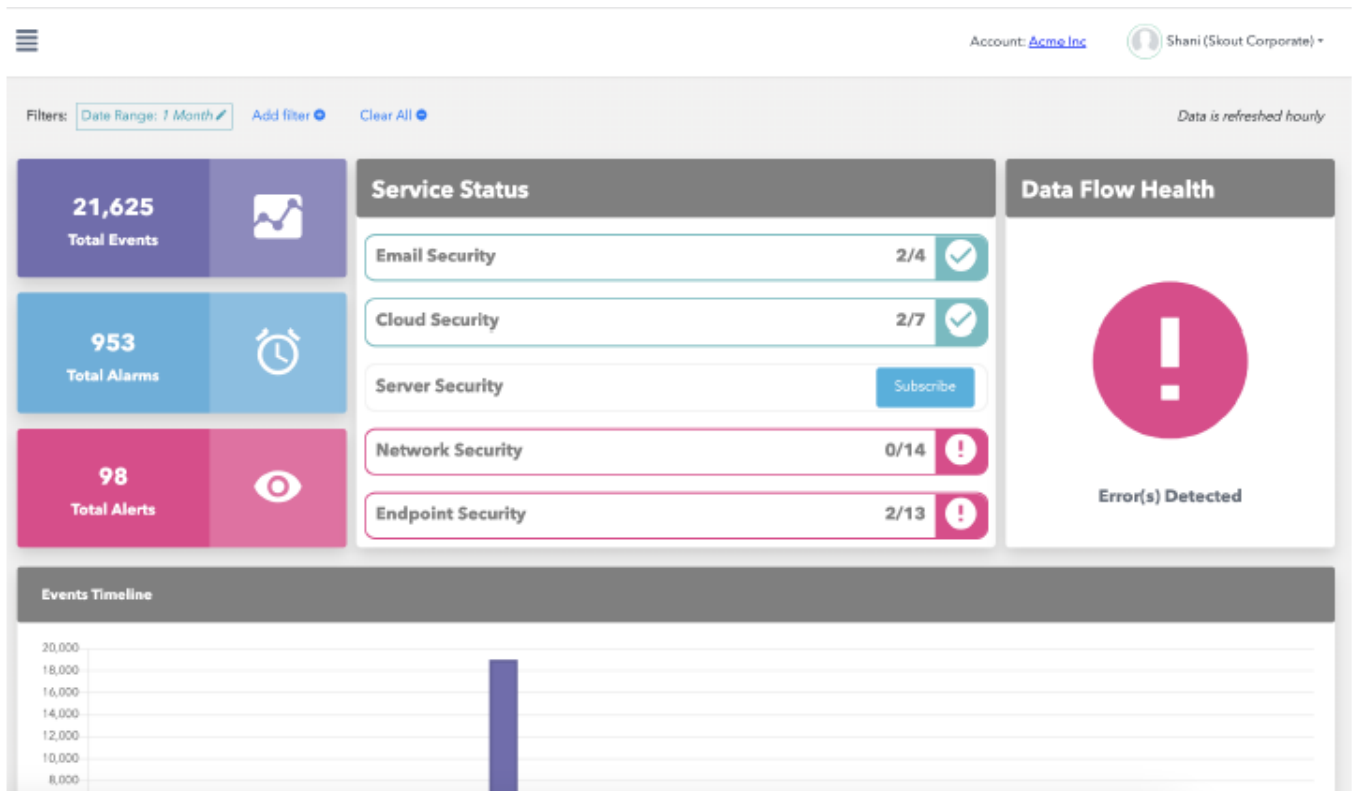 Account: Acme Inc
Shani (Skout Corporate)
Filters: Date Range: 1 Month Add filter Clear All
Data is refreshed hourly
21,625
Total Events
953
Total Alarms
98
Total Alerts
Service Status
Email Security 2/4
Cloud Security 2/7
Server Security Subscribe
Network Security 0/14
Endpoint Security 2/13
Data Flow Health
Error(s) Detected
Events Timeline
20,000
18,000
16,000
14,000
12,000
10,000
8,000